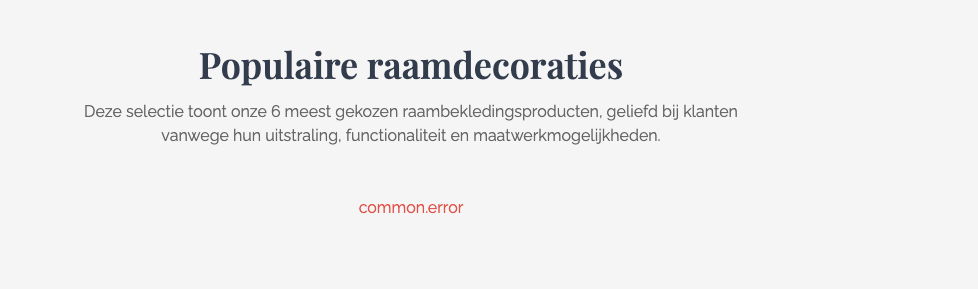 Populaire raamdecoraties
Deze selectie toont onze 6 meest gekozen raambekledingsproducten, geliefd bij klanten
vanwege hun uitstraling, functionaliteit en maatwerkmogelijkheden.
common.error